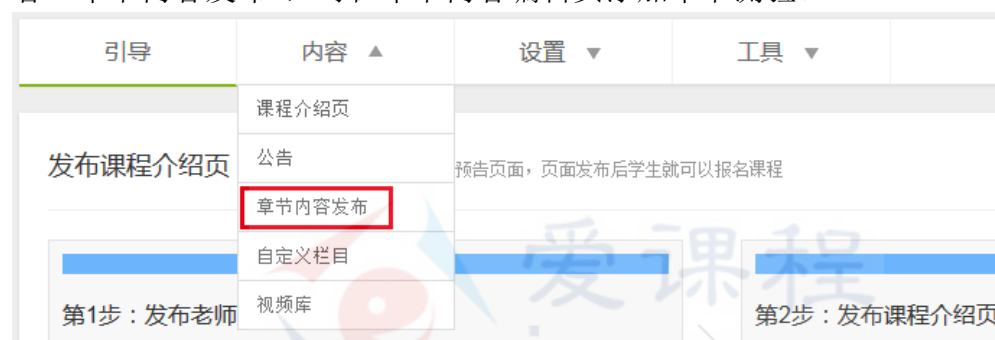 引导 内容 ▲ 设置 ▼ 工具 ▼
课程介绍页
公告
章节内容发布
自定义栏目
视频库
发布课程介绍页 预告页面，页面发布后学生就可以报名课程
爱课程
第1步：发布老师 第2步：发布课程介绍页